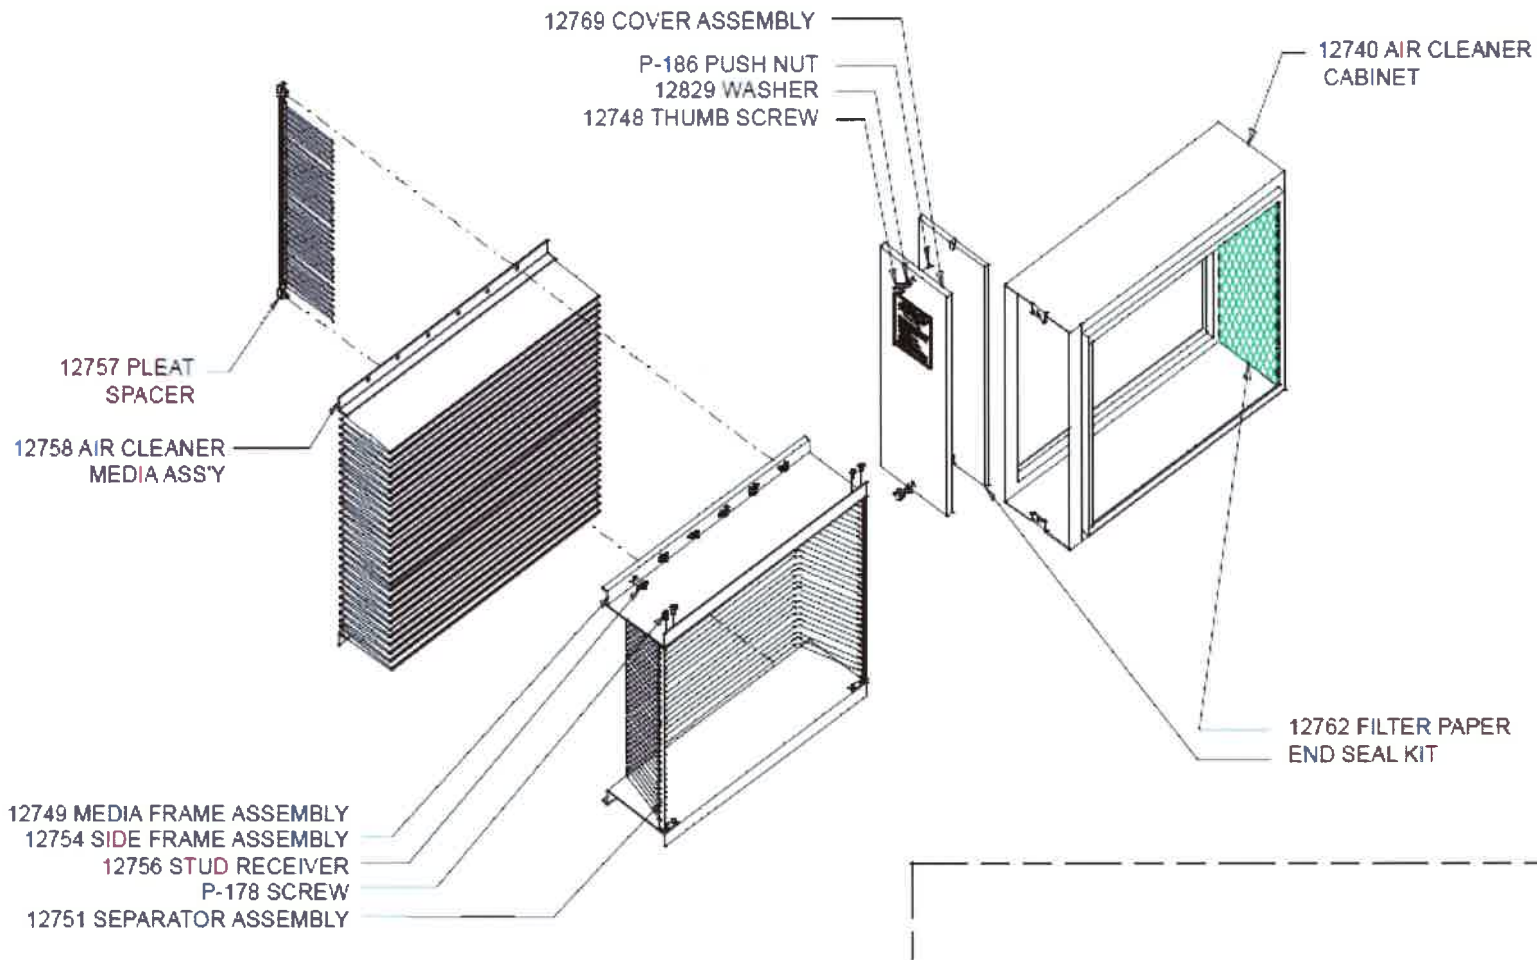 12769 COVER ASSEMBLY
P-186 PUSH NUT
12829 WASHER
12748 THUMB SCREW
12740 AIR CLEANER
CABINET
12757 PLEAT
SPACER
12758 AIR CLEANER
MEDIA ASS'Y
12762 FILTER PAPER
END SEAL KIT
12749 MEDIA FRAME ASSEMBLY
12754 SIDE FRAME ASSEMBLY
12756 STUD RECEIVER
P-178 SCREW
12751 SEPARATOR ASSEMBLY